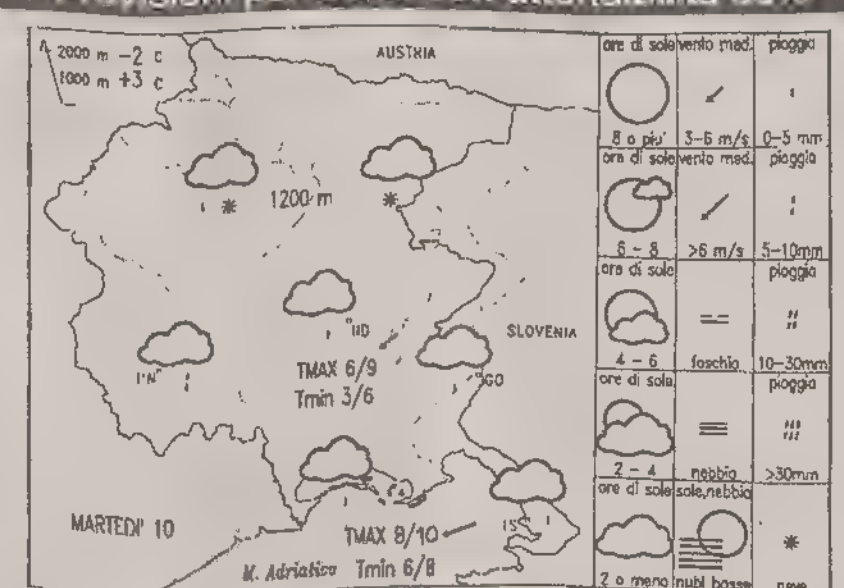 AUSTRIA
2000 m -2 c
1000 m +3 c
1200 m
UD
SLOVENIA
TMAX 6/9
Tmin 3/6
GO
MARTEDI' 10
TMAX 8/10
M. Adriatico Tmin 6/8
ore di sole vento med. pioggia
8 o piu' 3-6 m/s 0-5 mm
ore di sole vento med. pioggia
6 - 8 >6 m/s 5-10mm
ore di sole pioggia
4 - 6 foschia 10-30mm
ore di sole pioggia
2 - 4 nebbia >30mm
ore di sole sole,nebbia
2 o meno nubi basse neve